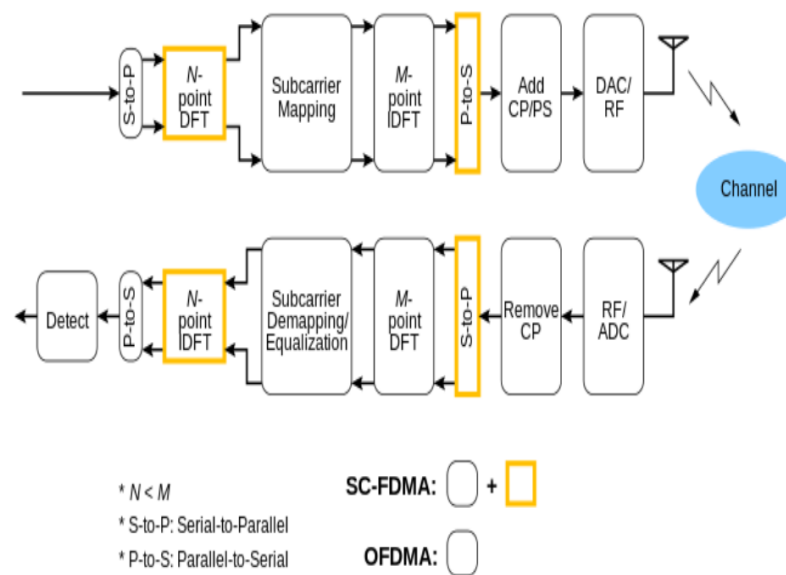 S-to-P
N-
point
DFT
Subcarrier
Mapping
M-
point
IDFT
P-to-S
Add
CP/PS
DAC/
RF
Channel
Detect
P-to-S
N-
point
IDFT
Subcarrier
Demapping/
Equalization
M-
point
DFT
S-to-P
Remove
CP
RF/
ADC
* N < M
* S-to-P: Serial-to-Parallel
* P-to-S: Parallel-to-Serial
SC-FDMA: +
OFDMA: